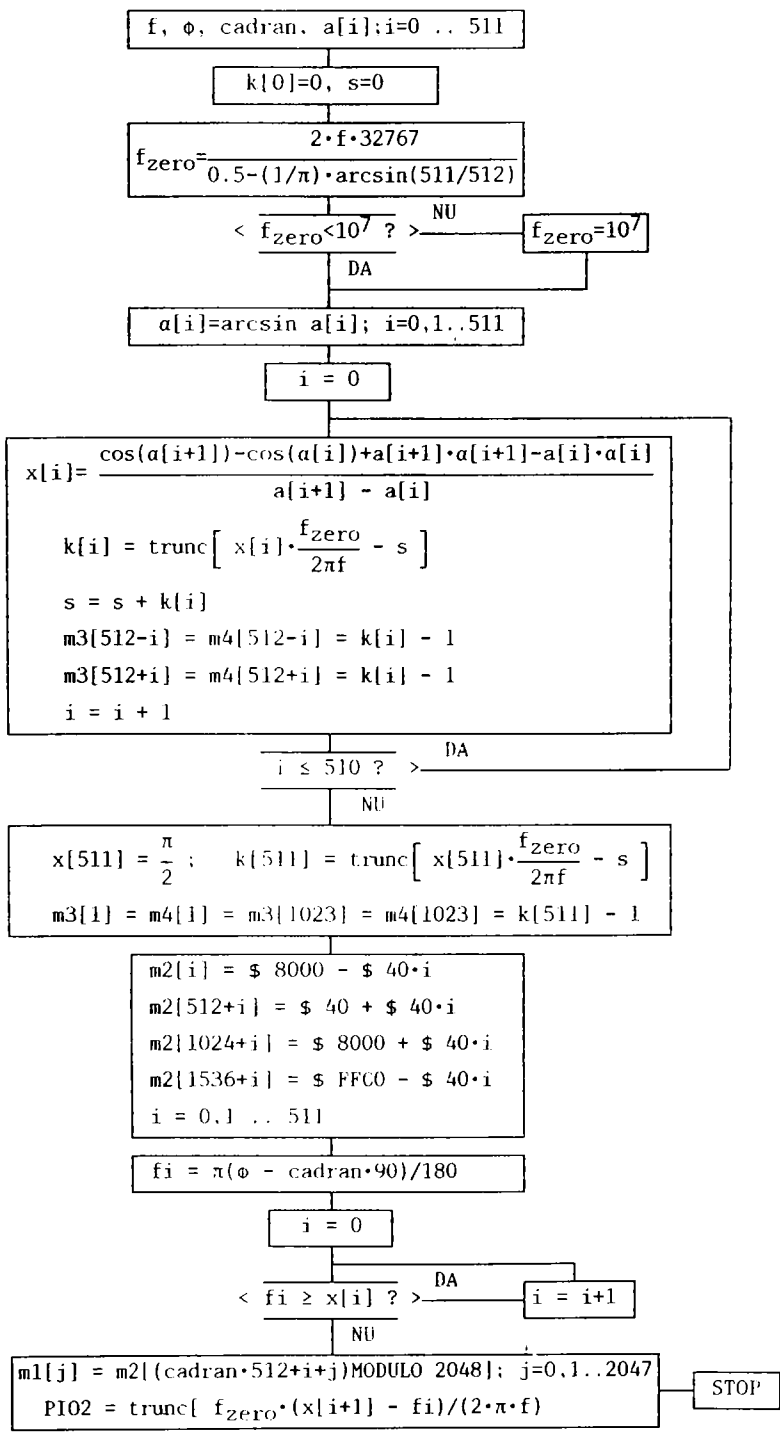 f, Φ, cadran, a[i];i=0 .. 511
k[0]=0, s=0
f_zero = 2·f·32767 / 0.5-(1/π)·arcsin(511/512)
< f_zero<10^7 ? > NU
f_zero=10^7
DA
α[i]=arcsin a[i]; i=0,1..511
i = 0
x[i]= cos(α[i+1])-cos(α[i])+a[i+1]·α[i+1]-a[i]·α[i] / a[i+1] - a[i]
k[i] = trunc[ x[i]·f_zero/2πf - s ]
s = s + k[i]
m3[512-i] = m4[512-i] = k[i] - 1
m3[512+i] = m4[512+i] = k[i] - 1
i = i + 1
i ≤ 510 ? > DA
NU
x[511] = π/2 ; k[511] = trunc[ x[511]·f_zero/2πf - s ]
m3[1] = m4[1] = m3[1023] = m4[1023] = k[511] - 1
m2[i] = $ 8000 - $ 40·i
m2[512+i] = $ 40 + $ 40·i
m2[1024+i] = $ 8000 + $ 40·i
m2[1536+i] = $ FFC0 - $ 40·i
i = 0,1 .. 511
fi = π(Φ - cadran·90)/180
i = 0
< fi ≥ x[i] ? > DA
i = i+1
NU
m1[j] = m2[(cadran·512+i+j)MODULO 2048]; j=0,1..2047
PIO2 = trunc[ f_zero·(x[i+1] - fi)/(2·π·f)
STOP